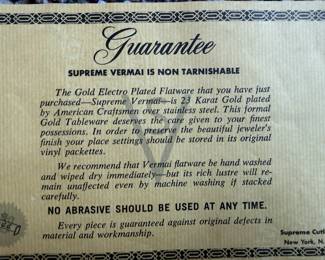 Guarantee
SUPREME VERMAI IS NON TARNISHABLE
The Gold Electro Plated Flatware that you have just
purchased—Supreme Vermai—is 23 Karat Gold plated
by American Craftsmen over stainless steel. This formal
Gold Tableware deserves the care given to your finest
possessions. In order to preserve the beautiful jeweler's
finish your place settings should be stored in its original
vinyl packettes.
We recommend that Vermai flatware be hand washed
and wiped dry immediately—but its rich lustre will re-
main unaffected even by machine washing if stacked
carefully.
NO ABRASIVE SHOULD BE USED AT ANY TIME.
Every piece is guaranteed against original defects in
material and workmanship.
Supreme Cutl
New York, N.